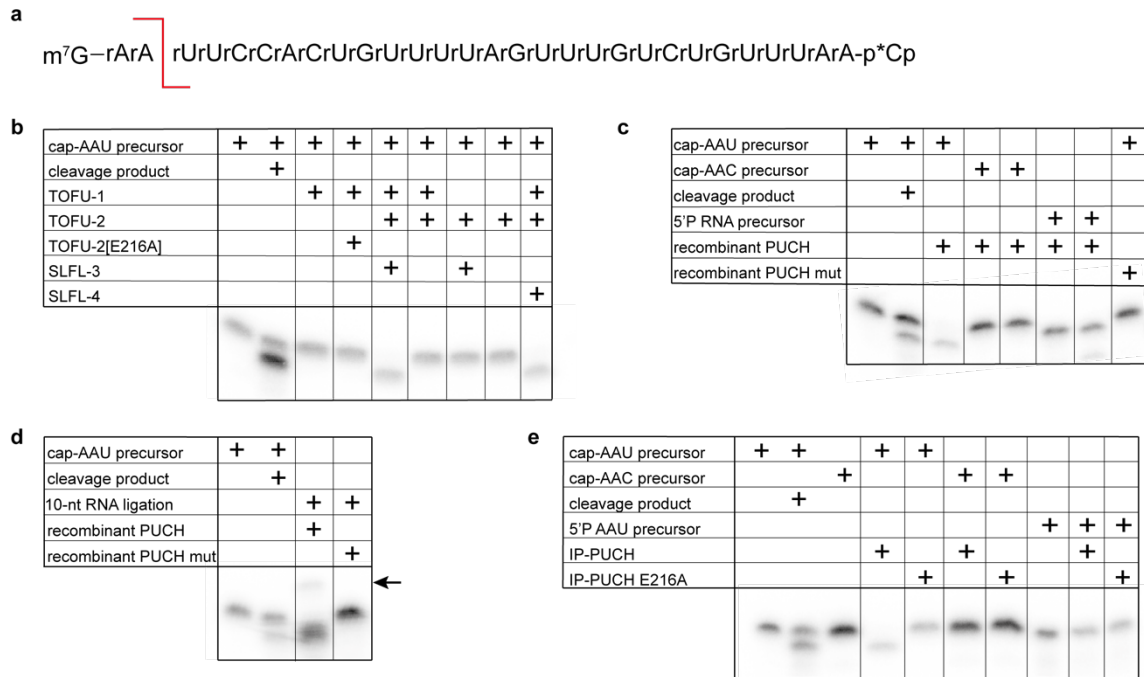 a
m⁷G–rArA rUrUrCrCrArCrUrGrUrUrUrUrUrArGrUrUrUrUrGrUrCrUrGrUrUrUrUrArA-p*Cp
b
cap-AAU precursor + + + + + + + + +
cleavage product +
TOFU-1 + + + + +
TOFU-2 + + + + +
TOFU-2[E216A] +
SLFL-3 + +
SLFL-4 +
c
cap-AAU precursor + + + +
cap-AAC precursor + +
cleavage product +
5'P RNA precursor + +
recombinant PUCH + + + + +
recombinant PUCH mut +
d
cap-AAU precursor + +
cleavage product +
10-nt RNA ligation + +
recombinant PUCH +
recombinant PUCH mut +
e
cap-AAU precursor + + + +
cap-AAC precursor + + +
cleavage product +
5'P AAU precursor + + +
IP-PUCH + + +
IP-PUCH E216A + + +